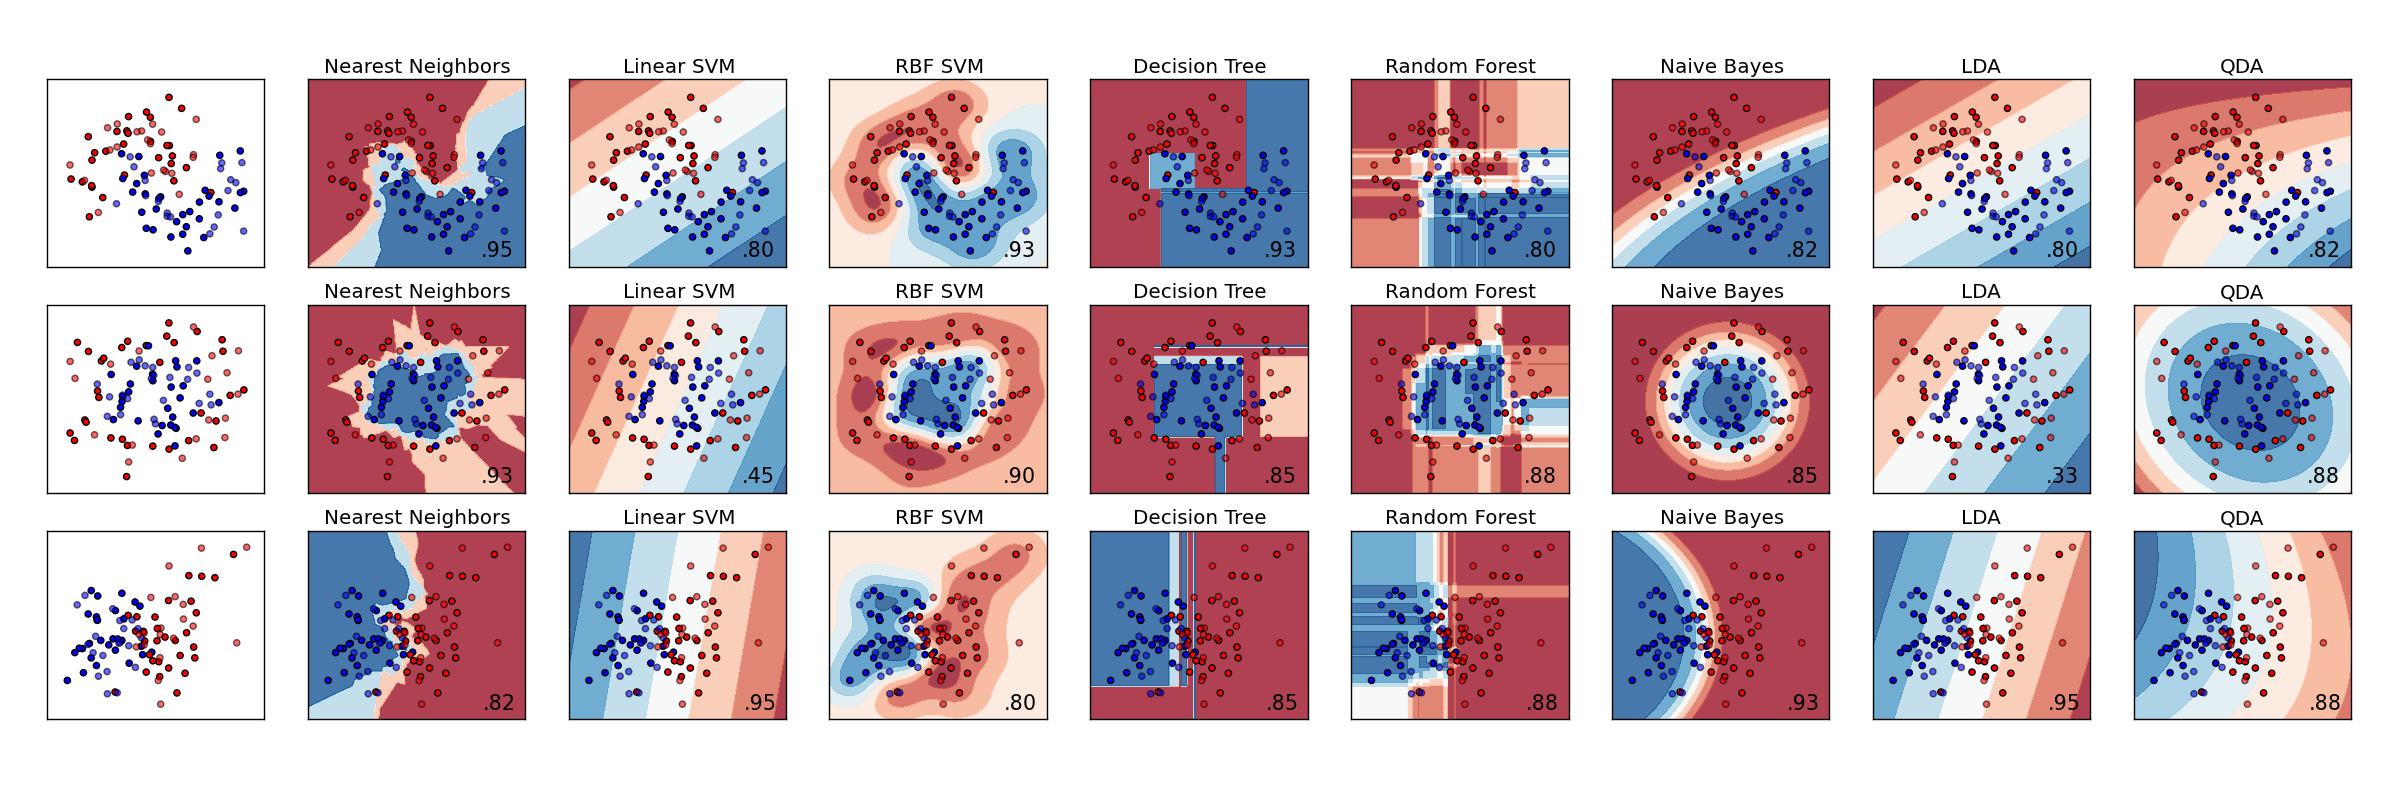 Nearest Neighbors Linear SVM RBF SVM Decision Tree Random Forest Naive Bayes LDA QDA
.95 .80 .93 .93 .80 .82 .80 .82
Nearest Neighbors Linear SVM RBF SVM Decision Tree Random Forest Naive Bayes LDA QDA
.93 .45 .90 .85 .88 .85 .33 .88
Nearest Neighbors Linear SVM RBF SVM Decision Tree Random Forest Naive Bayes LDA QDA
.82 .95 .80 .85 .88 .93 .95 .88